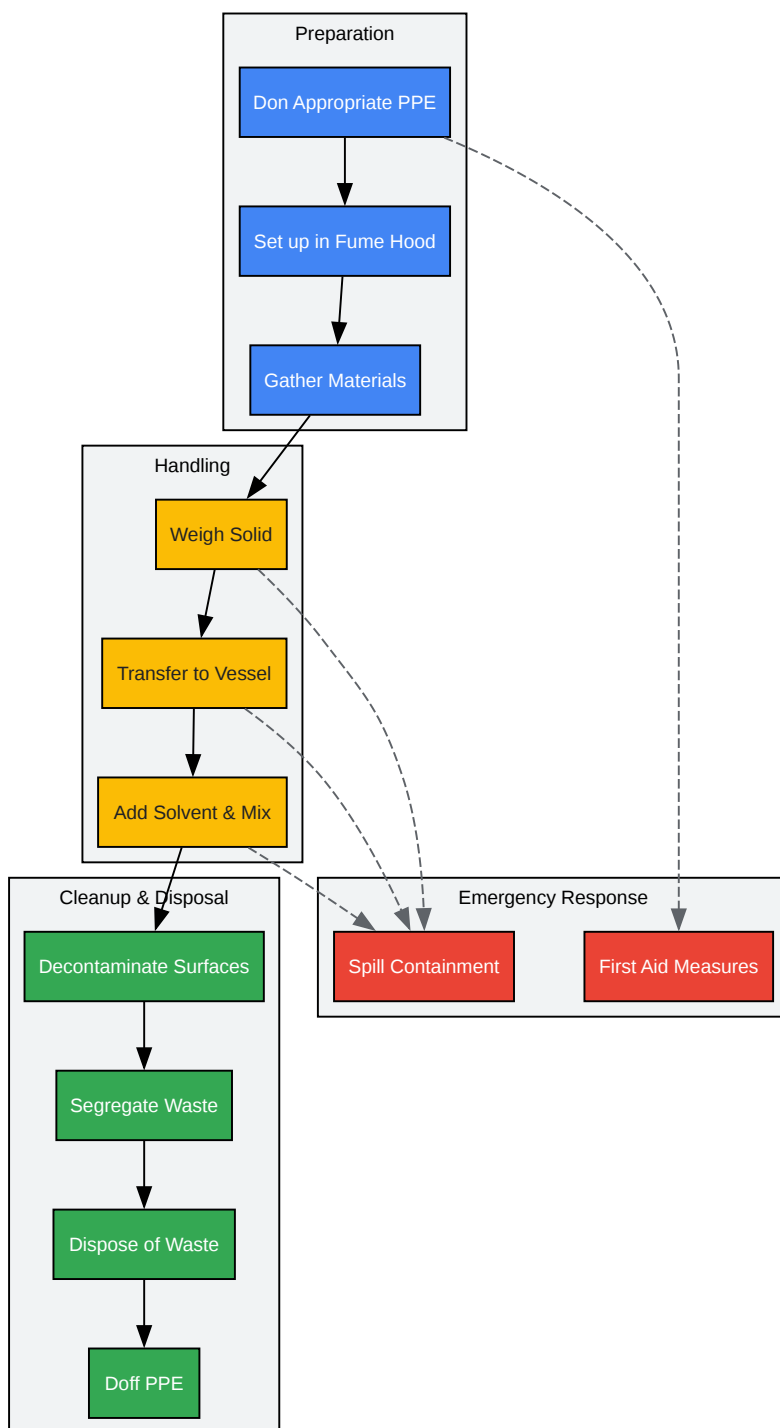 Preparation
Don Appropriate PPE
Set up in Fume Hood
Gather Materials
Handling
Weigh Solid
Transfer to Vessel
Add Solvent & Mix
Cleanup & Disposal
Decontaminate Surfaces
Segregate Waste
Dispose of Waste
Doff PPE
Emergency Response
Spill Containment
First Aid Measures